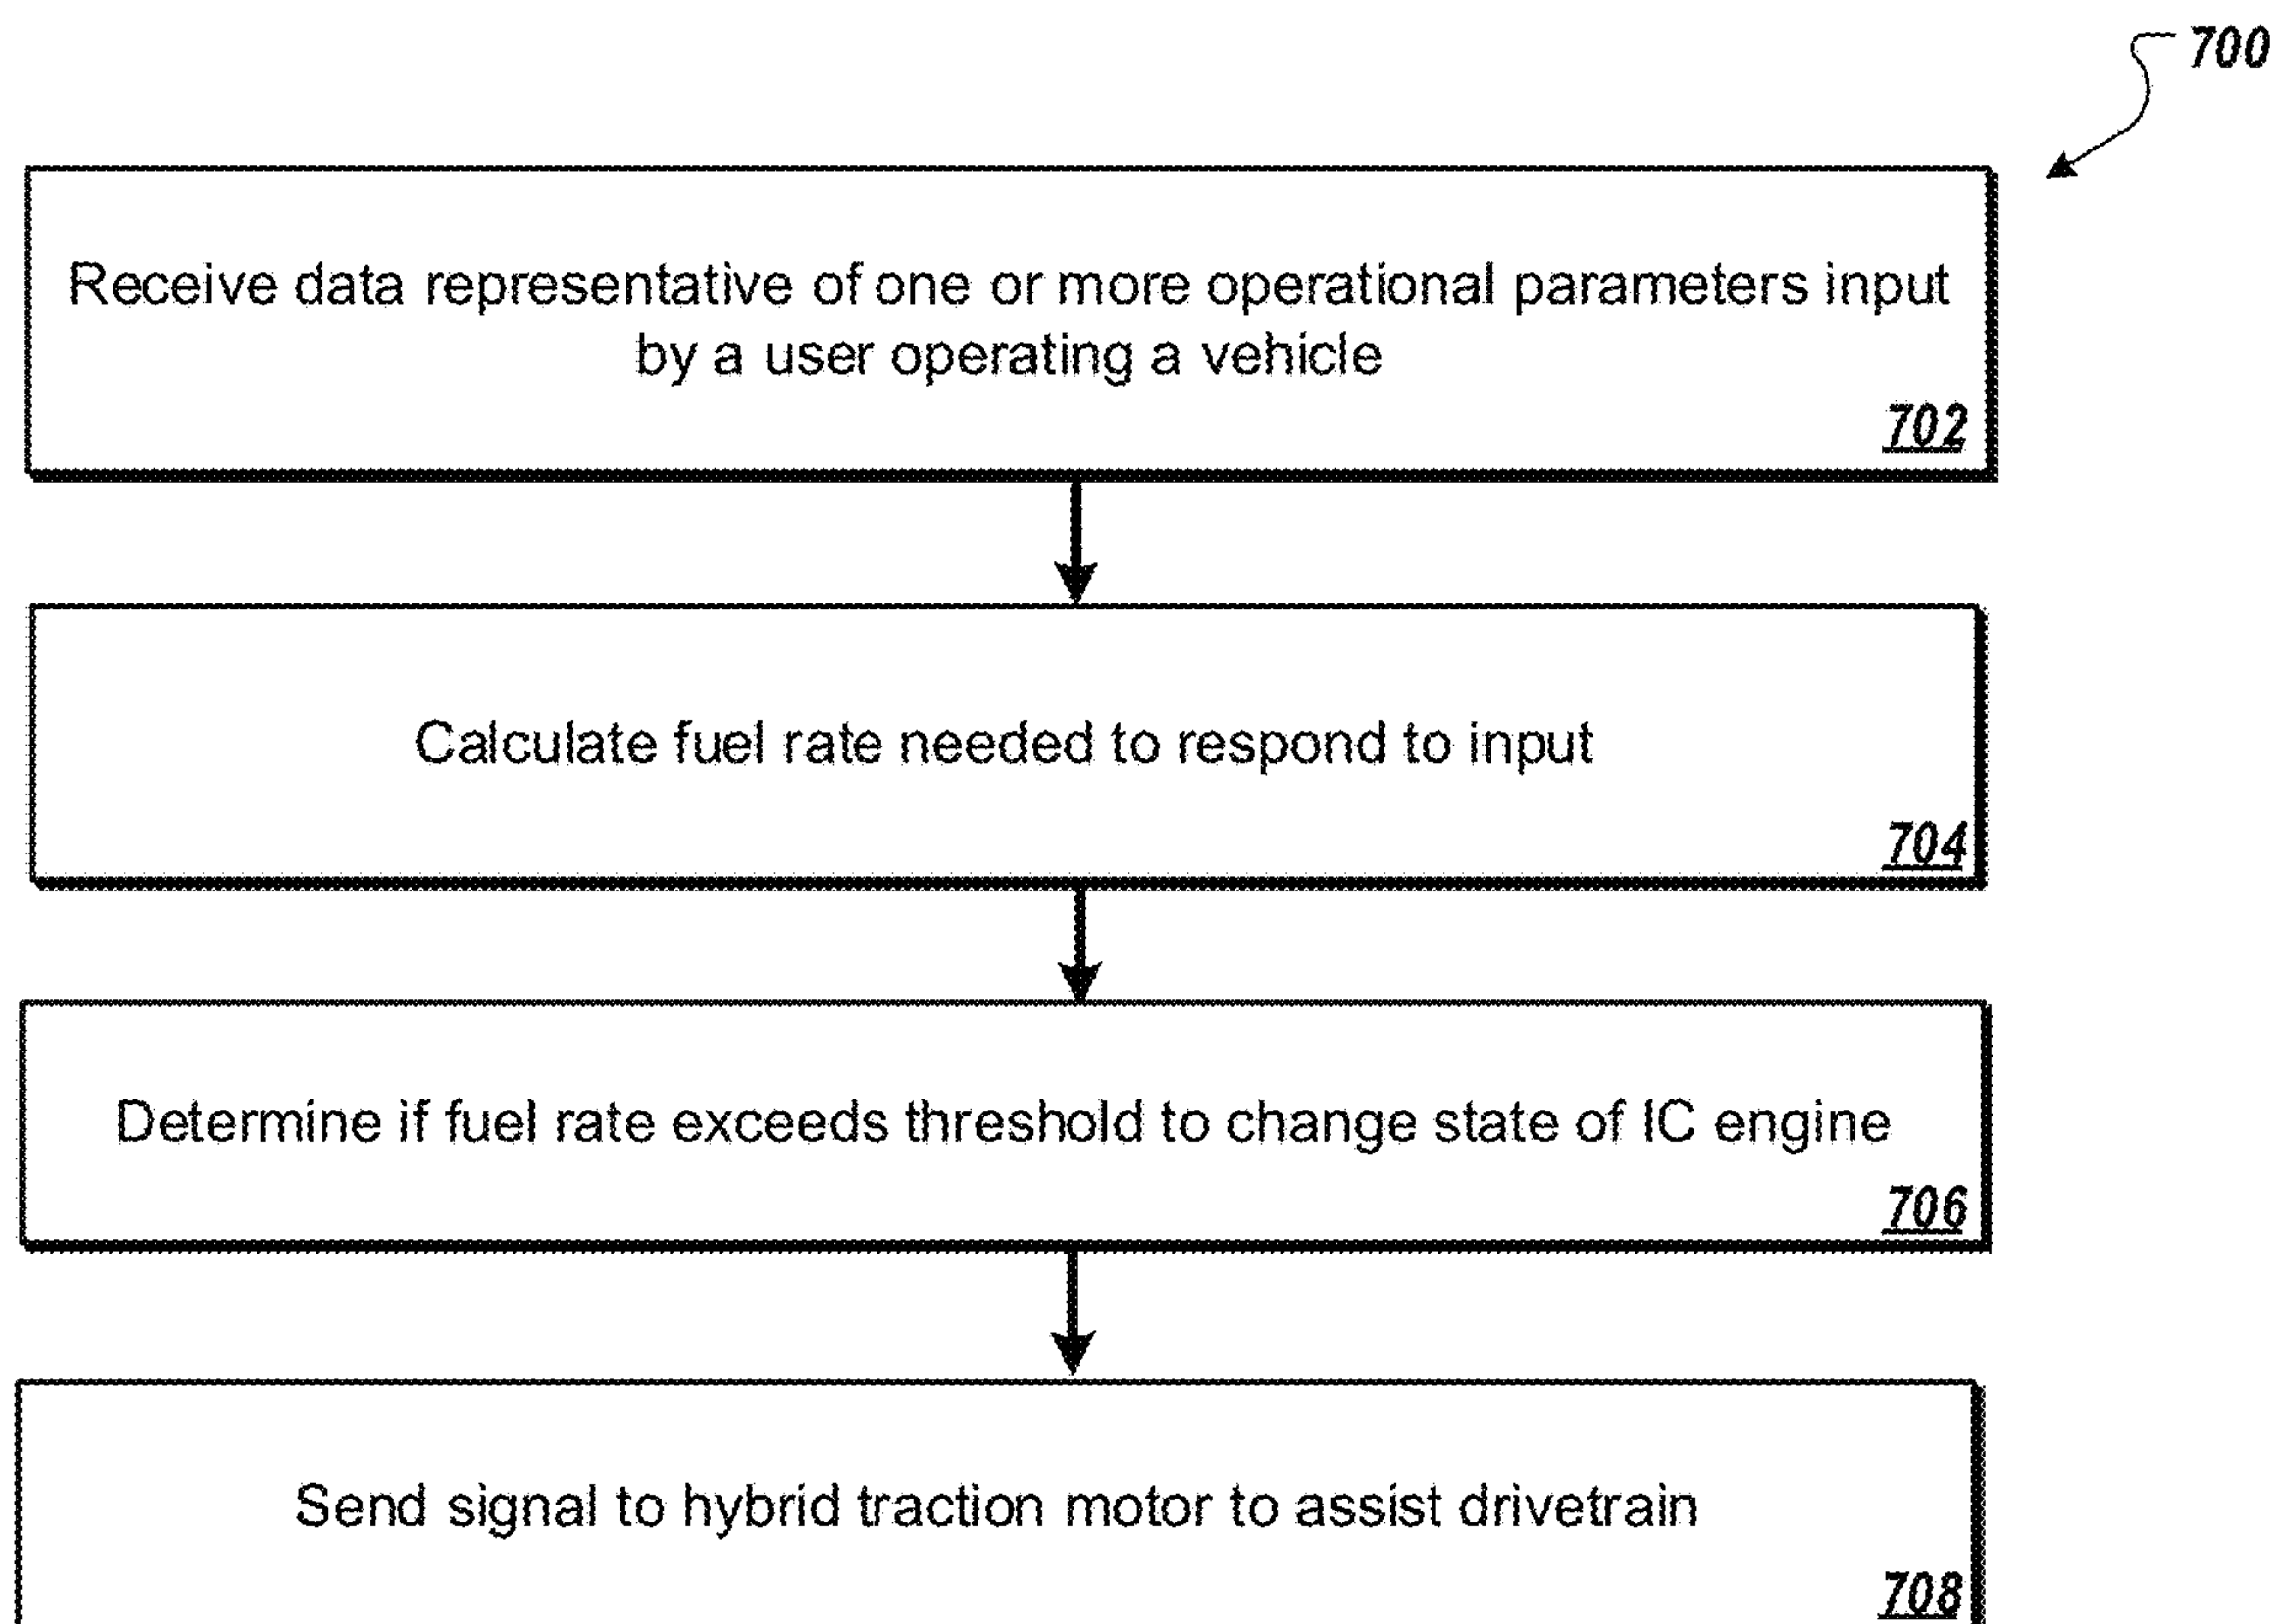 700
Receive data representative of one or more operational parameters input
by a user operating a vehicle
702
Calculate fuel rate needed to respond to input
704
Determine if fuel rate exceeds threshold to change state of IC engine
706
Send signal to hybrid traction motor to assist drivetrain
708